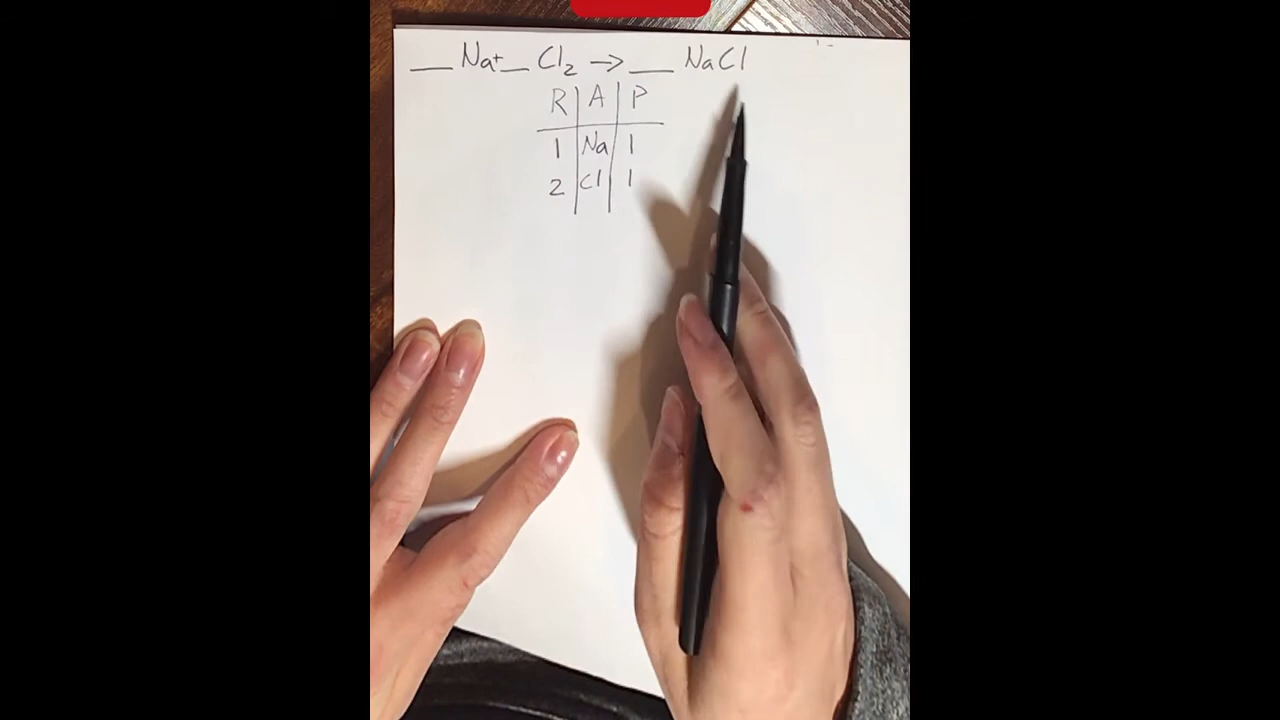 __ Na + __ Cl₂ → __ NaCl
R | A | P
1 | Na | 1
2 | Cl | 1